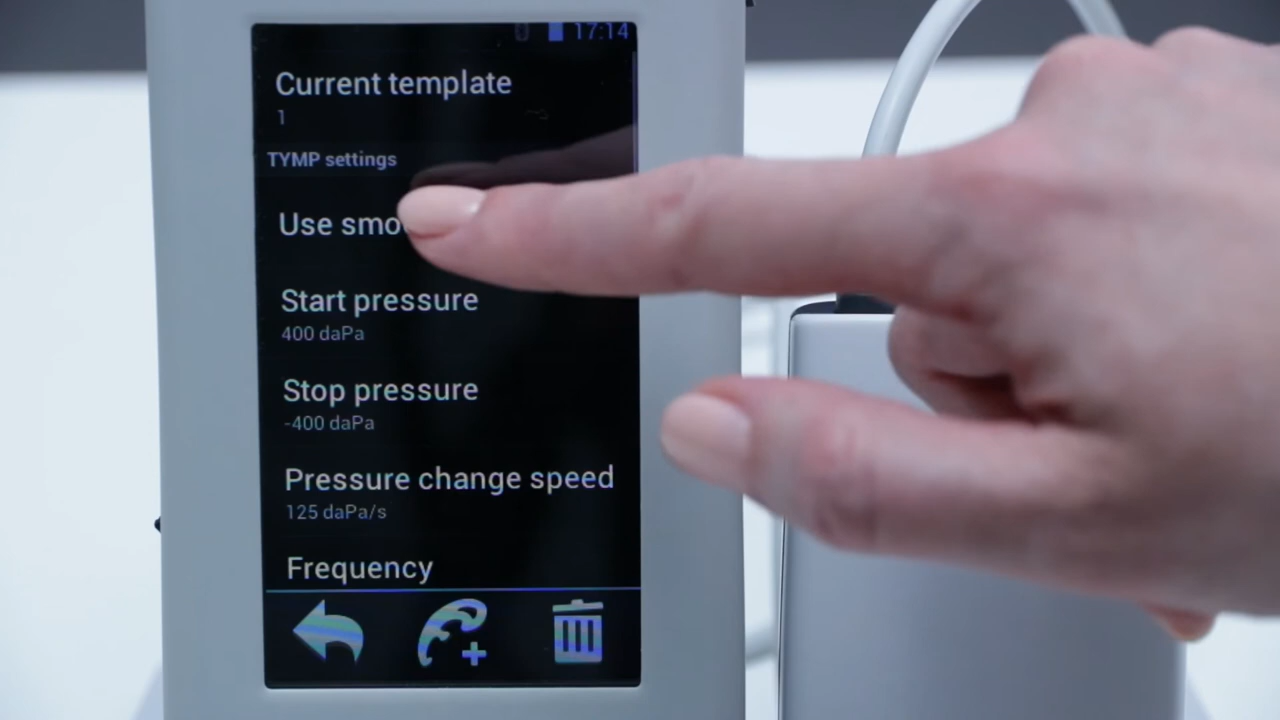 17:14
Current template
1
TYMP settings
Use smo
Start pressure
400 daPa
Stop pressure
-400 daPa
Pressure change speed
125 daPa/s
Frequency